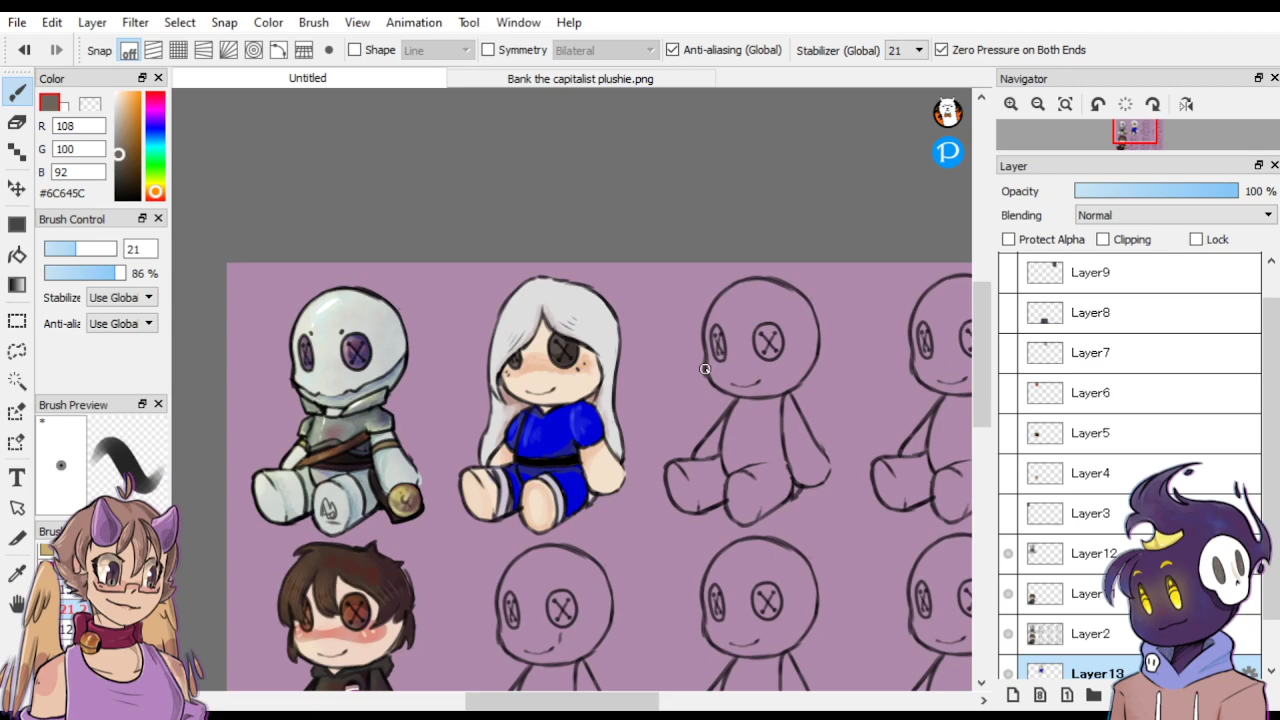 File Edit Layer Filter Select Snap Color Brush View Animation Tool Window Help
Snap off Shape Line Symmetry Bilateral Anti-aliasing (Global) Stabilizer (Global) 21 Zero Pressure on Both Ends
Color
Untitled
Bank the capitalist plushie.png
Navigator
R 108
G 100
B 92
#6C645C
Layer
Opacity 100 %
Blending Normal
Protect Alpha Clipping Lock
Brush Control
21
86 %
Stabilize Use Globa
Anti-alia Use Globa
Layer9
Layer8
Layer7
Layer6
Brush Preview
*
Layer5
Layer4
T
Layer3
Layer12
Layer2
Layer13